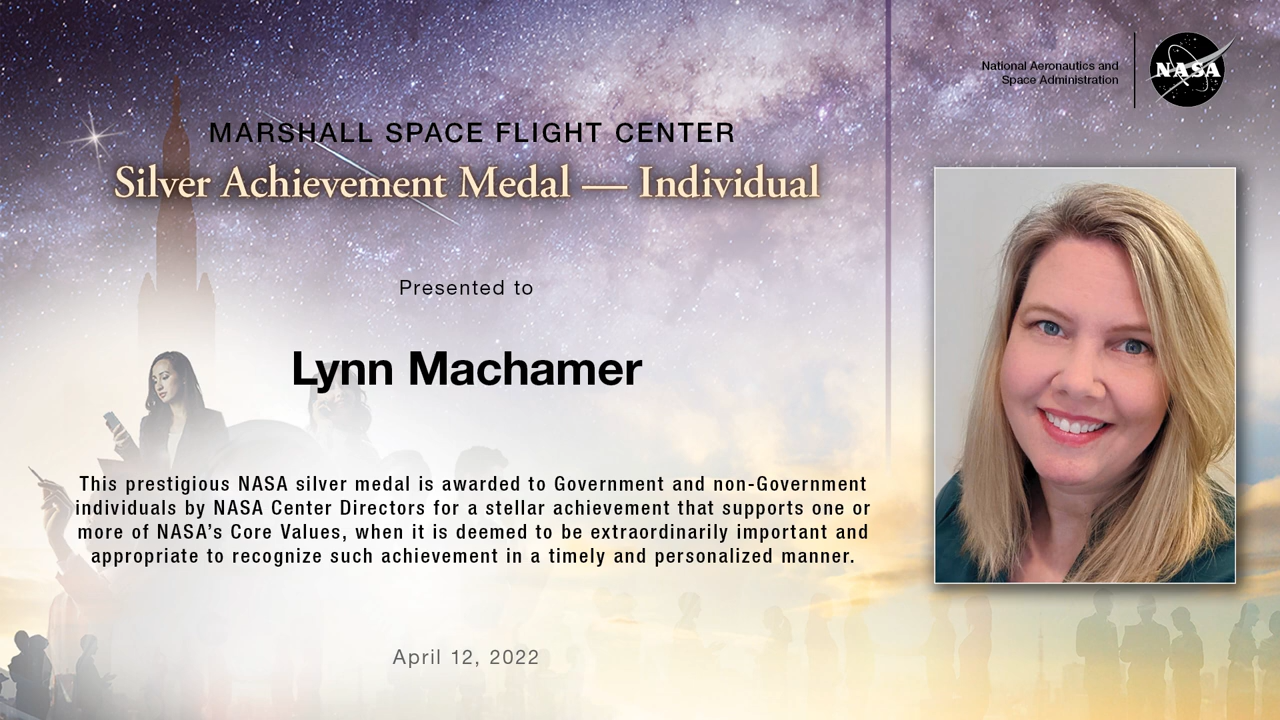 National Aeronautics and
Space Administration
NASA
MARSHALL SPACE FLIGHT CENTER
Silver Achievement Medal — Individual
Presented to
Lynn Machamer
This prestigious NASA silver medal is awarded to Government and non-Government
individuals by NASA Center Directors for a stellar achievement that supports one or
more of NASA’s Core Values, when it is deemed to be extraordinarily important and
appropriate to recognize such achievement in a timely and personalized manner.
April 12, 2022